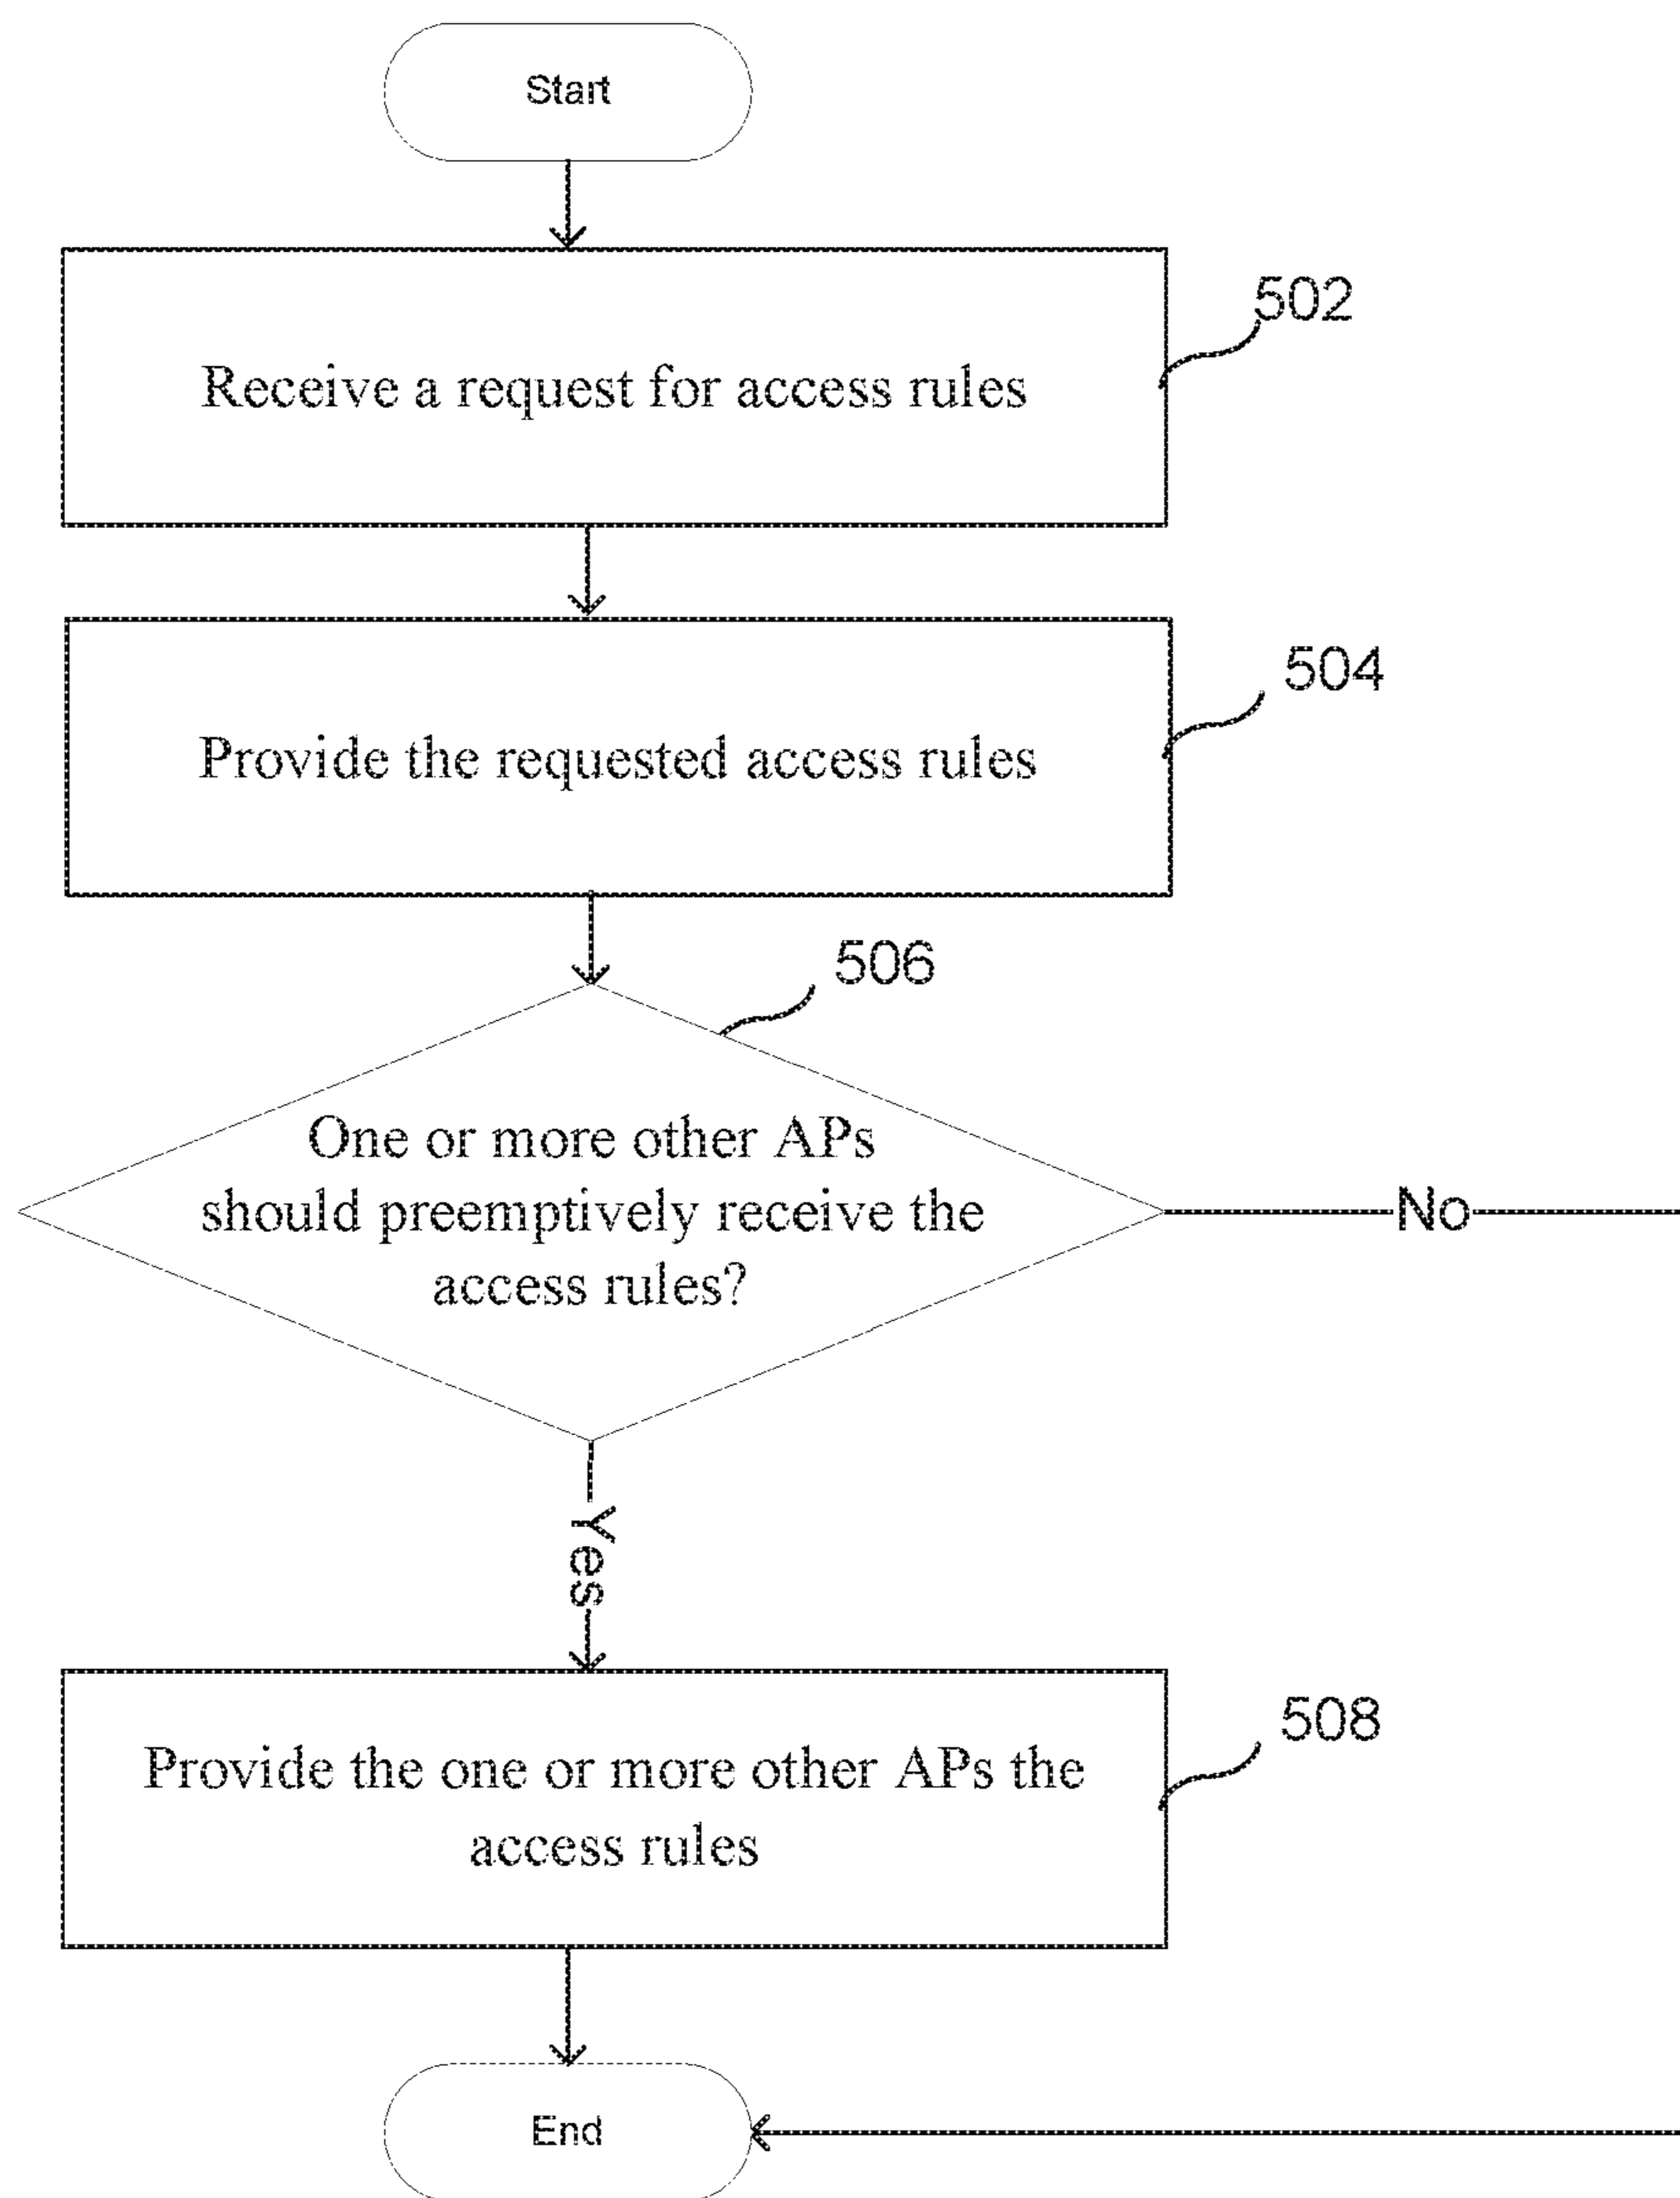 Start
502
Receive a request for access rules
504
Provide the requested access rules
506
One or more other APs
should preemptively receive the
access rules?
No
Yes
508
Provide the one or more other APs the
access rules
End